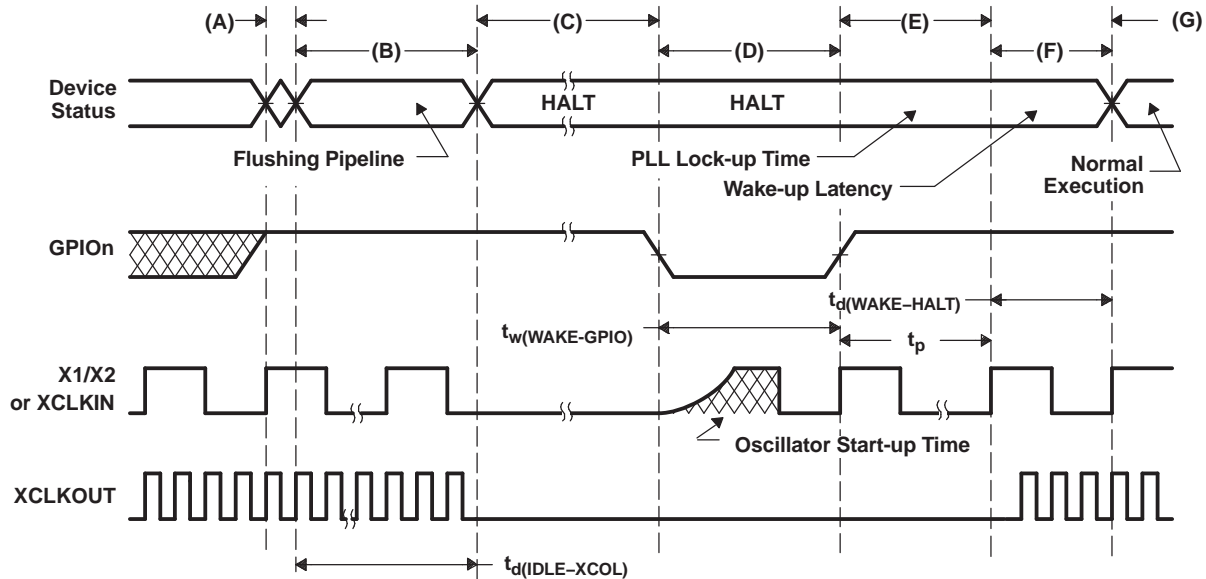 (A)
(B)
(C)
(D)
(E)
(F)
(G)
Device
Status
HALT
HALT
Flushing Pipeline
PLL Lock-up Time
Wake-up Latency
Normal
Execution
GPIOn
td(WAKE−HALT)
tw(WAKE-GPIO)
tp
X1/X2
or XCLKIN
Oscillator Start-up Time
XCLKOUT
td(IDLE−XCOL)